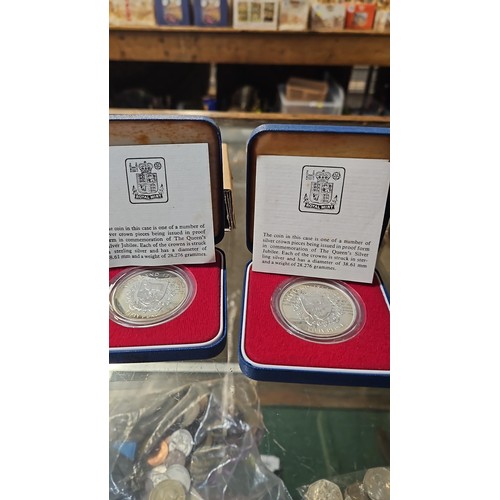 ROYAL MINT
The coin in this case is one of a number of
silver crown pieces being issued in proof
form in commemoration of The Queen's Silver
Jubilee. Each of the crowns is struck in
sterling silver and has a diameter of
38.61 mm and a weight of 28.276 grammes.
ROYAL MINT
The coin in this case is one of a number of
silver crown pieces being issued in proof form
in commemoration of The Queen's Silver
Jubilee. Each of the crowns is struck in ster-
ling silver and has a diameter of 38.61 mm
and a weight of 28.276 grammes.